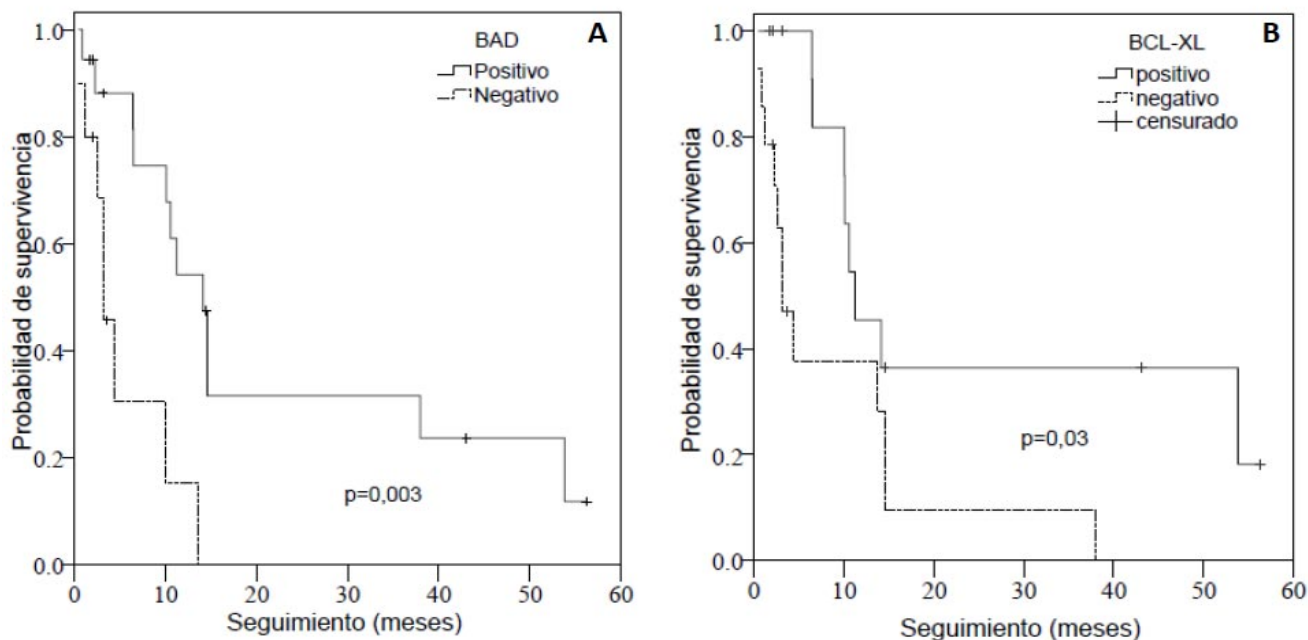 A
BAD
Positivo
Negativo
1.0
0.8
0.6
0.4
0.2
0.0
Probabilidad de supervivencia
p=0,003
0 10 20 30 40 50 60
Seguimiento (meses)
B
BCL-XL
positivo
negativo
censurado
1.0
0.8
0.6
0.4
0.2
0.0
Probabilidad de supervivencia
p=0,03
0 10 20 30 40 50 60
Seguimiento (meses)